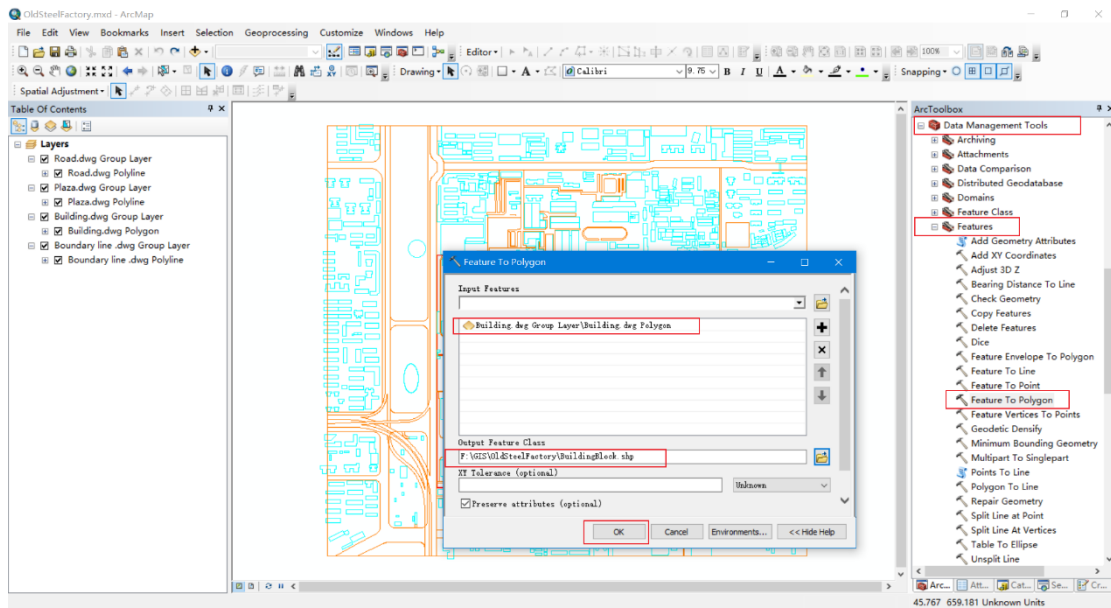 OldSteelFactory.mxd - ArcMap
File Edit View Bookmarks Insert Selection Geoprocessing Customize Windows Help
Editor 100%
Drawing A Calibri 9.75 B I U A Snapping
Spatial Adjustment
Table Of Contents
Layers
Road.dwg Group Layer
Road.dwg Polyline
Plaza.dwg Group Layer
Plaza.dwg Polyline
Building.dwg Group Layer
Building.dwg Polygon
Boundary line .dwg Group Layer
Boundary line .dwg Polyline
Feature To Polygon
Input Features
Building.dwg Group Layer\Building.dwg Polygon
Output Feature Class
F:\GIS\OldSteelFactory\BuildingBlock.shp
XY Tolerance (optional)
Unknown
Preserve attributes (optional)
OK Cancel Environments... << Hide Help
ArcToolbox
Data Management Tools
Archiving
Attachments
Data Comparison
Distributed Geodatabase
Domains
Feature Class
Features
Add Geometry Attributes
Add XY Coordinates
Adjust 3D Z
Bearing Distance To Line
Check Geometry
Copy Features
Delete Features
Dice
Feature Envelope To Polygon
Feature To Line
Feature To Point
Feature To Polygon
Feature Vertices To Points
Geodetic Densify
Minimum Bounding Geometry
Multipart To Singlepart
Points To Line
Polygon To Line
Repair Geometry
Split Line at Point
Split Line At Vertices
Table To Ellipse
Unsplit Line
Arc... Att... Cat... Se... Cr...
45.767 659.181 Unknown Units